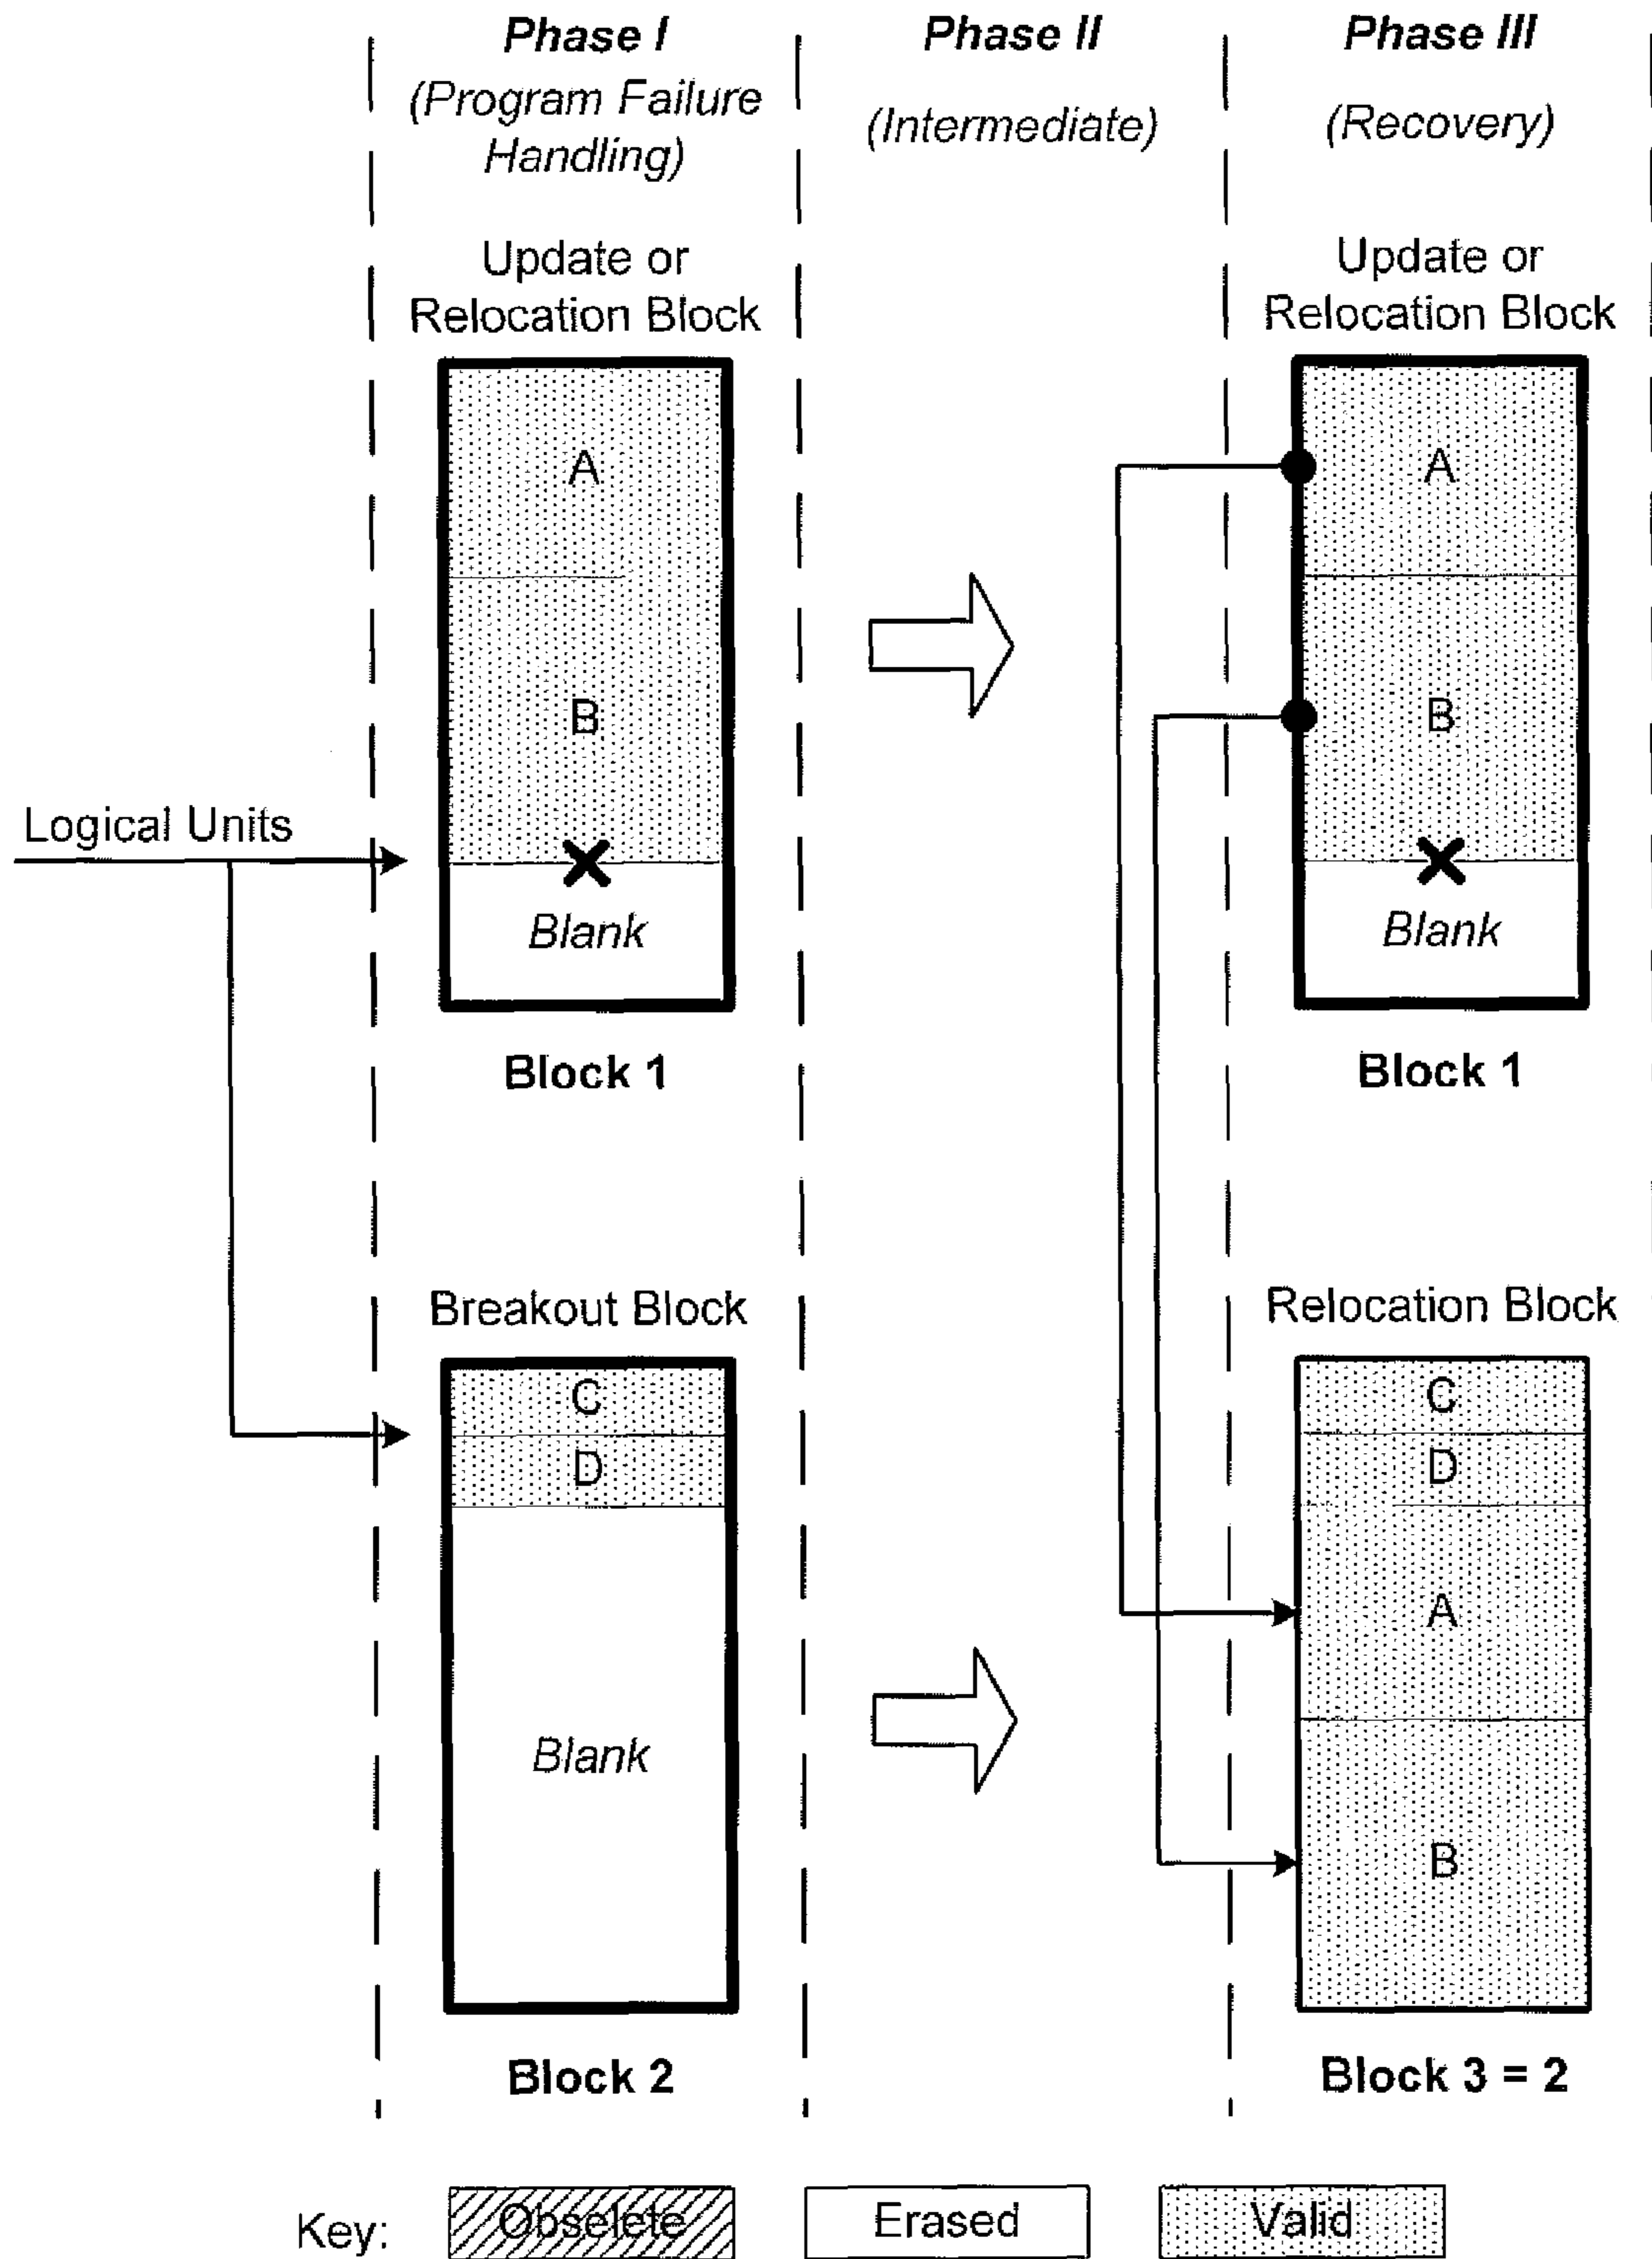 Phase I
(Program Failure
Handling)
Phase II
(Intermediate)
Phase III
(Recovery)
Update or
Relocation Block
A
B
Blank
Block 1
Update or
Relocation Block
A
B
Blank
Block 1
Logical Units
Breakout Block
C
D
Blank
Block 2
Relocation Block
C
D
A
B
Block 3 = 2
Key:
Obselete
Erased
Valid